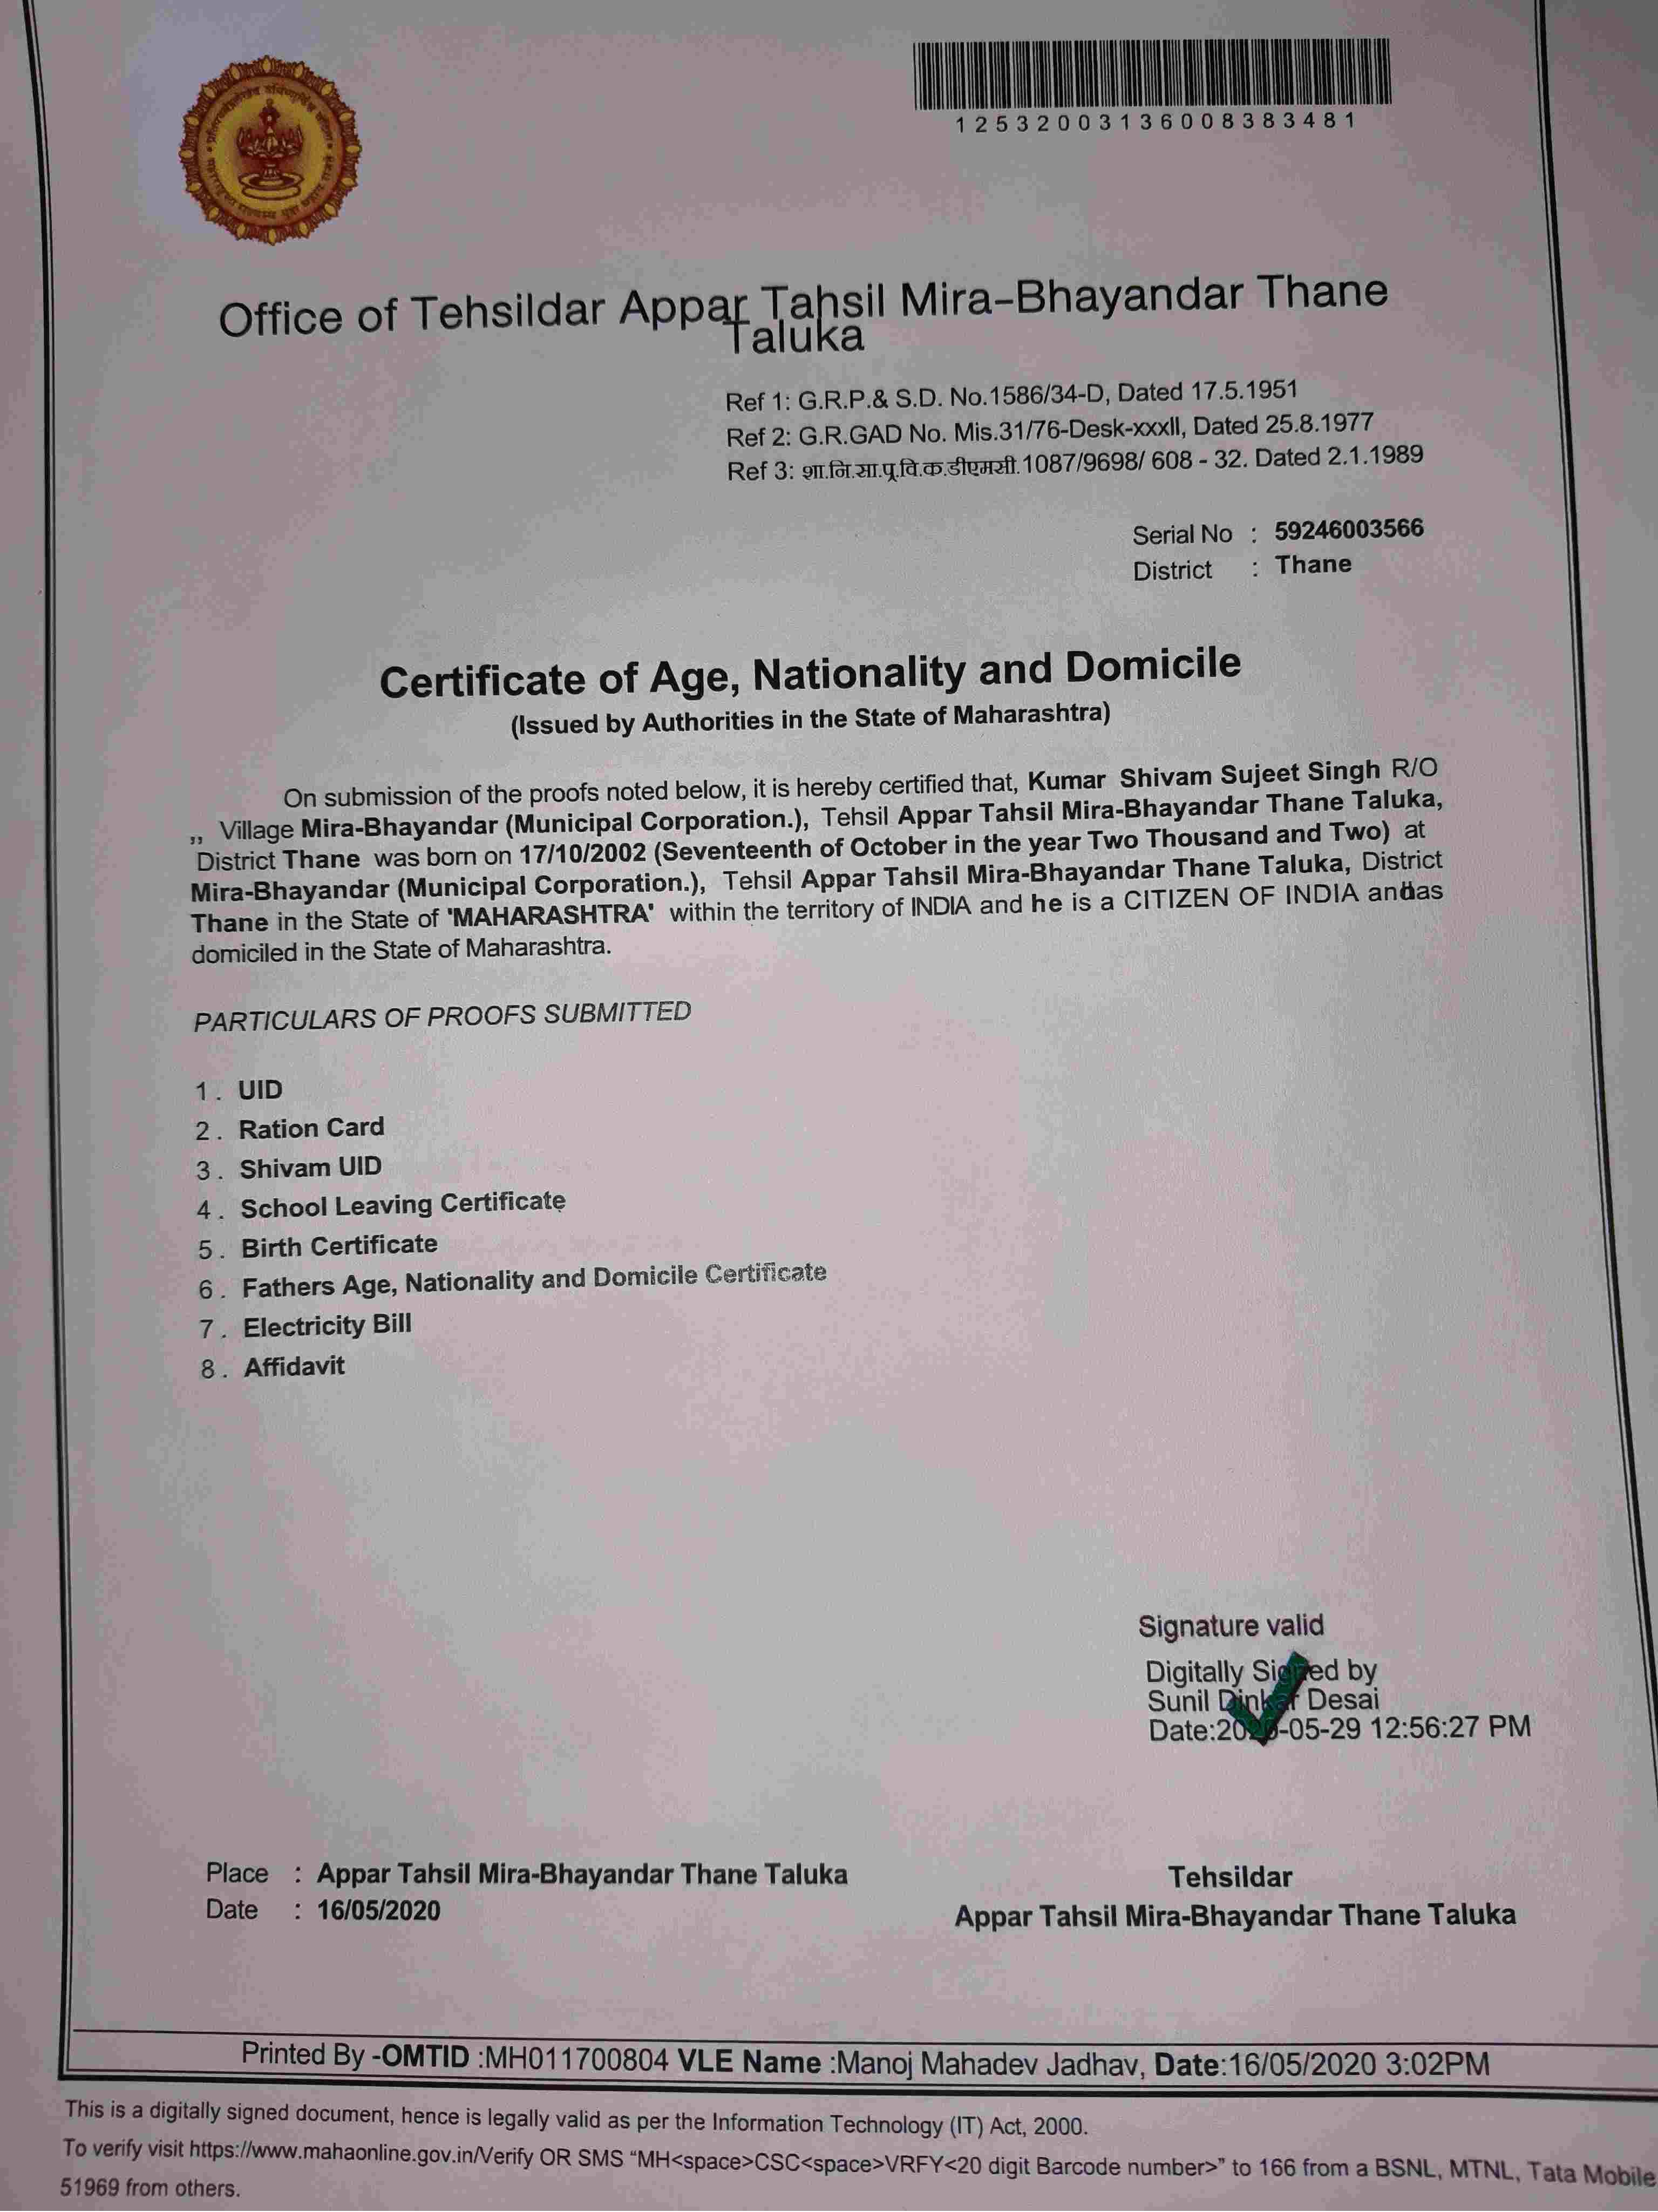 12532003136008383481
Office of Tehsildar Appar Tahsil Mira-Bhayandar Thane
Taluka
Ref 1: G.R.P.& S.D. No.1586/34-D, Dated 17.5.1951
Ref 2: G.R.GAD No. Mis.31/76-Desk-xxxII, Dated 25.8.1977
Ref 3: शा.नि.सा.प्र.वि.क.डीएमसी.1087/9698/ 608 - 32. Dated 2.1.1989
Serial No : 59246003566
District : Thane
Certificate of Age, Nationality and Domicile
(Issued by Authorities in the State of Maharashtra)
On submission of the proofs noted below, it is hereby certified that, Kumar Shivam Sujeet Singh R/O
,, Village Mira-Bhayandar (Municipal Corporation.), Tehsil Appar Tahsil Mira-Bhayandar Thane Taluka,
District Thane was born on 17/10/2002 (Seventeenth of October in the year Two Thousand and Two) at
Mira-Bhayandar (Municipal Corporation.), Tehsil Appar Tahsil Mira-Bhayandar Thane Taluka, District
Thane in the State of 'MAHARASHTRA' within the territory of INDIA and he is a CITIZEN OF INDIA and has
domiciled in the State of Maharashtra.
PARTICULARS OF PROOFS SUBMITTED
1 . UID
2 . Ration Card
3 . Shivam UID
4 . School Leaving Certificate
5 . Birth Certificate
6 . Fathers Age, Nationality and Domicile Certificate
7 . Electricity Bill
8 . Affidavit
Signature valid
Digitally Signed by
Sunil Dinkar Desai
Date:2020-05-29 12:56:27 PM
Place : Appar Tahsil Mira-Bhayandar Thane Taluka
Date : 16/05/2020
Tehsildar
Appar Tahsil Mira-Bhayandar Thane Taluka
Printed By -OMTID :MH011700804 VLE Name :Manoj Mahadev Jadhav, Date:16/05/2020 3:02PM
This is a digitally signed document, hence is legally valid as per the Information Technology (IT) Act, 2000.
To verify visit https://www.mahaonline.gov.in/Verify OR SMS “MH<space>CSC<space>VRFY<20 digit Barcode number>” to 166 from a BSNL, MTNL, Tata Mobile
51969 from others.